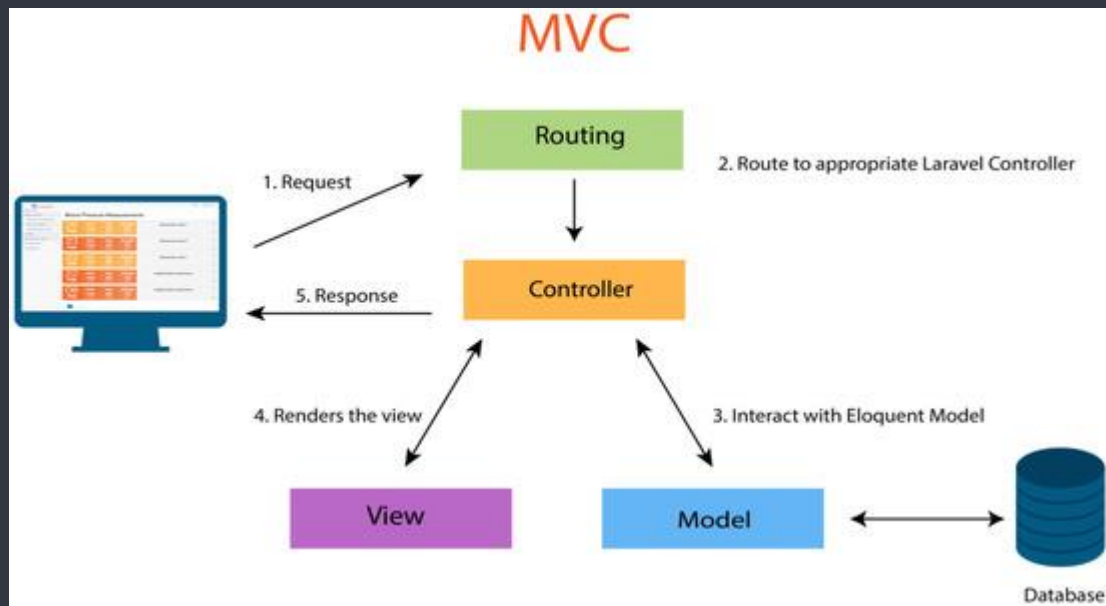 MVC
Routing
2. Route to appropriate Laravel Controller
1. Request
Controller
5. Response
4. Renders the view
3. Interact with Eloquent Model
View
Model
Database